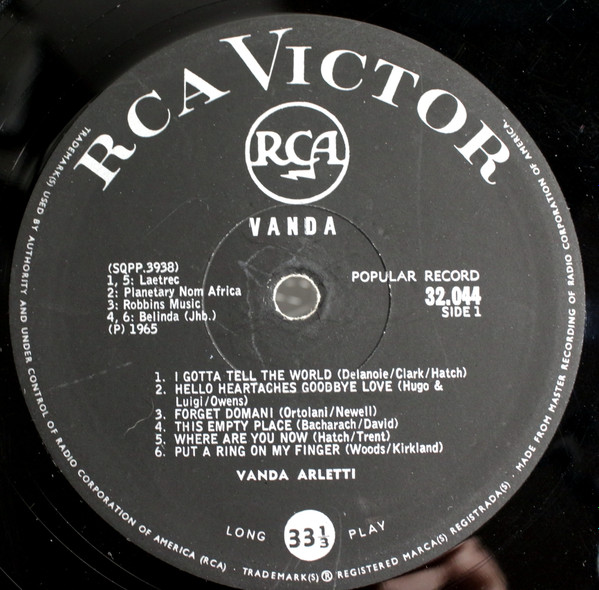 RCA VICTOR
RCA
VANDA
(SQPP.3938)
1, 5: Laetrec
2: Planetary Nom Africa
3: Robbins Music
4, 6: Belinda (Jhb.)
(P) 1965
POPULAR RECORD
32.044
SIDE 1
1. I GOTTA TELL THE WORLD (Delanoie/Clark/Hatch)
2. HELLO HEARTACHES GOODBYE LOVE (Hugo &
Luigi/Owens)
3. FORGET DOMANI (Ortolani/Newell)
4. THIS EMPTY PLACE (Bacharach/David)
5. WHERE ARE YOU NOW (Hatch/Trent)
6. PUT A RING ON MY FINGER (Woods/Kirkland)
VANDA ARLETTI
LONG 33 1/3 PLAY
TRADEMARK(S) USED BY AUTHORITY AND UNDER CONTROL OF RADIO CORPORATION OF AMERICA (RCA) · TRADEMARK(S) ® REGISTERED MARCA(S) REGISTRADA(S) · MADE FROM MASTER RECORDING OF RADIO CORPORATION OF AMERICA.